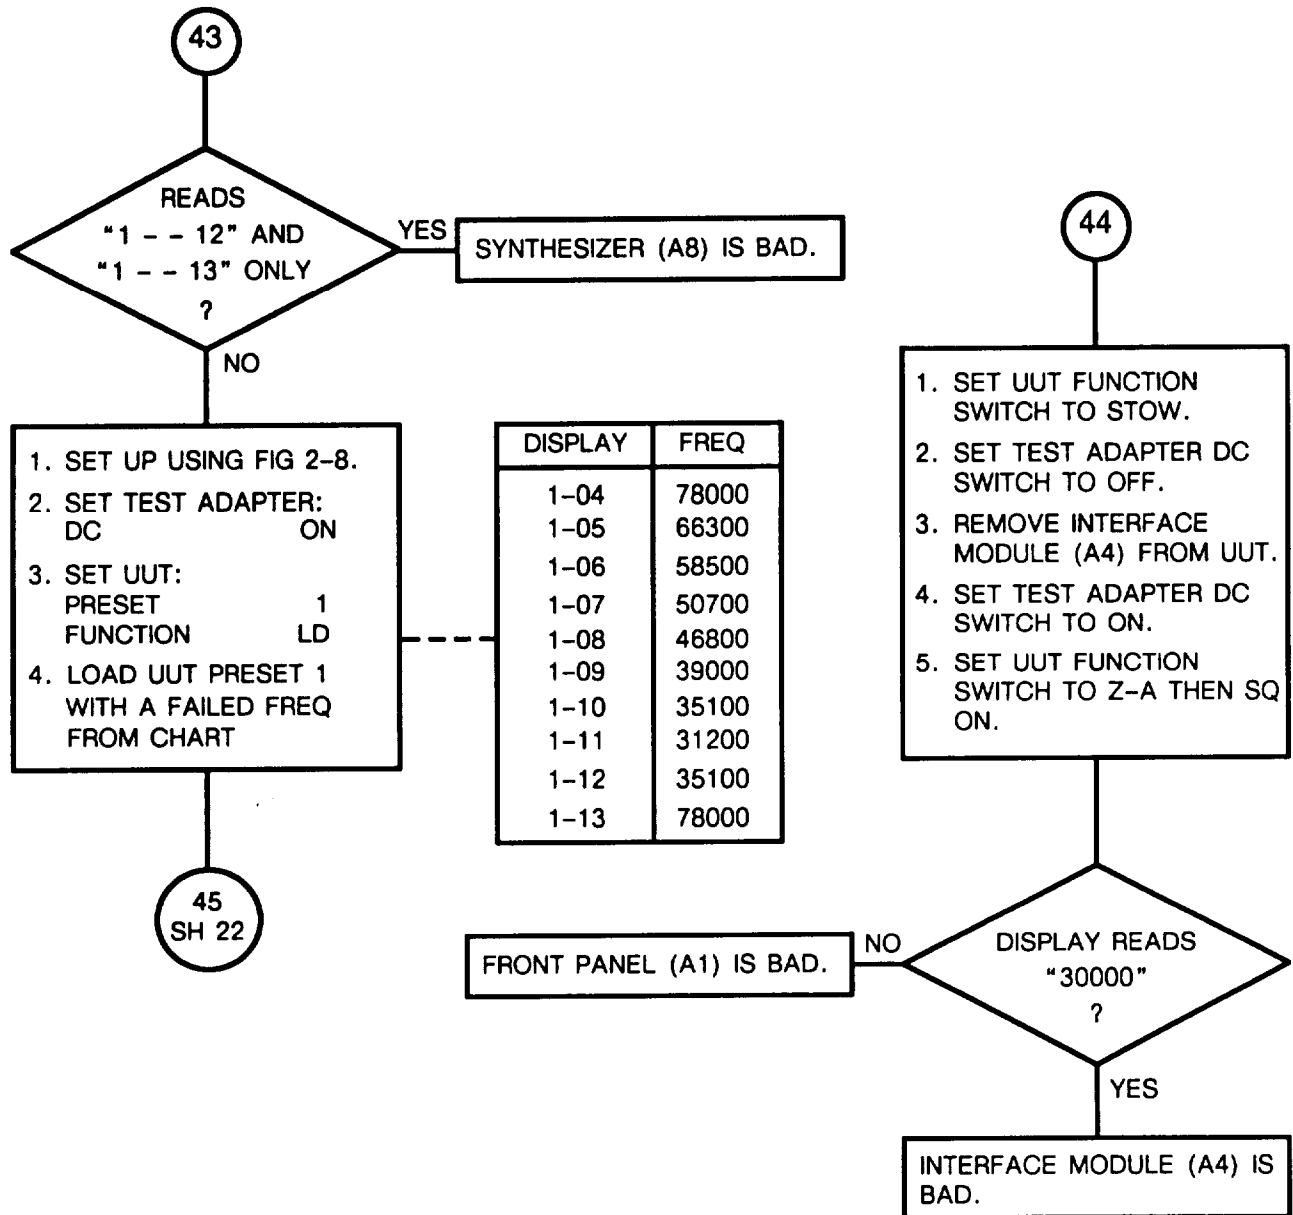 43
READS
"1 – – 12" AND
"1 – – 13" ONLY
?
YES
SYNTHESIZER (A8) IS BAD.
NO
1. SET UP USING FIG 2–8.
2. SET TEST ADAPTER:
DC ON
3. SET UUT:
PRESET 1
FUNCTION LD
4. LOAD UUT PRESET 1
WITH A FAILED FREQ
FROM CHART
DISPLAY FREQ
1–04 78000
1–05 66300
1–06 58500
1–07 50700
1–08 46800
1–09 39000
1–10 35100
1–11 31200
1–12 35100
1–13 78000
45
SH 22
44
1. SET UUT FUNCTION
SWITCH TO STOW.
2. SET TEST ADAPTER DC
SWITCH TO OFF.
3. REMOVE INTERFACE
MODULE (A4) FROM UUT.
4. SET TEST ADAPTER DC
SWITCH TO ON.
5. SET UUT FUNCTION
SWITCH TO Z–A THEN SQ
ON.
DISPLAY READS
"30000"
?
NO
FRONT PANEL (A1) IS BAD.
YES
INTERFACE MODULE (A4) IS
BAD.